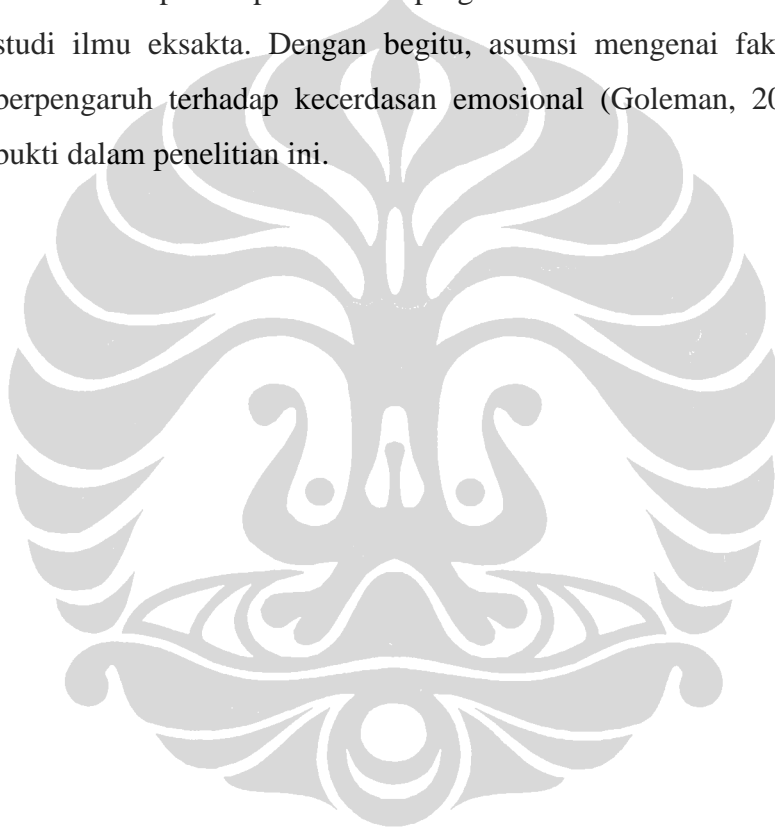 studi ilmu eksakta. Dengan begitu, asumsi mengenai fak
berpengaruh terhadap kecerdasan emosional (Goleman, 20
bukti dalam penelitian ini.